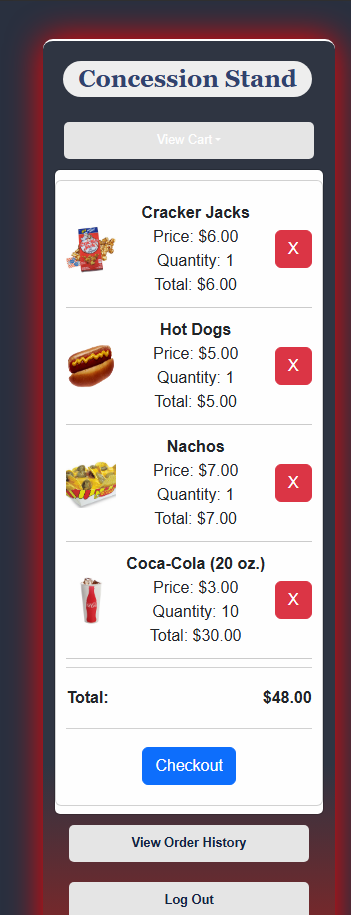 Concession Stand
View Cart
Cracker Jacks
Price: $6.00
Quantity: 1
Total: $6.00
X
Hot Dogs
Price: $5.00
Quantity: 1
Total: $5.00
X
Nachos
Price: $7.00
Quantity: 1
Total: $7.00
X
Coca-Cola (20 oz.)
Price: $3.00
Quantity: 10
Total: $30.00
X
Total: $48.00
Checkout
View Order History
Log Out